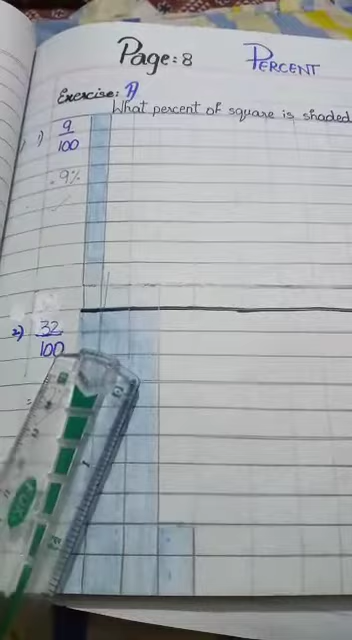 Page: 8 PERCENT
Exercise: A
What percent of square is shaded
1) 9
100
9%
2) 32
100
=